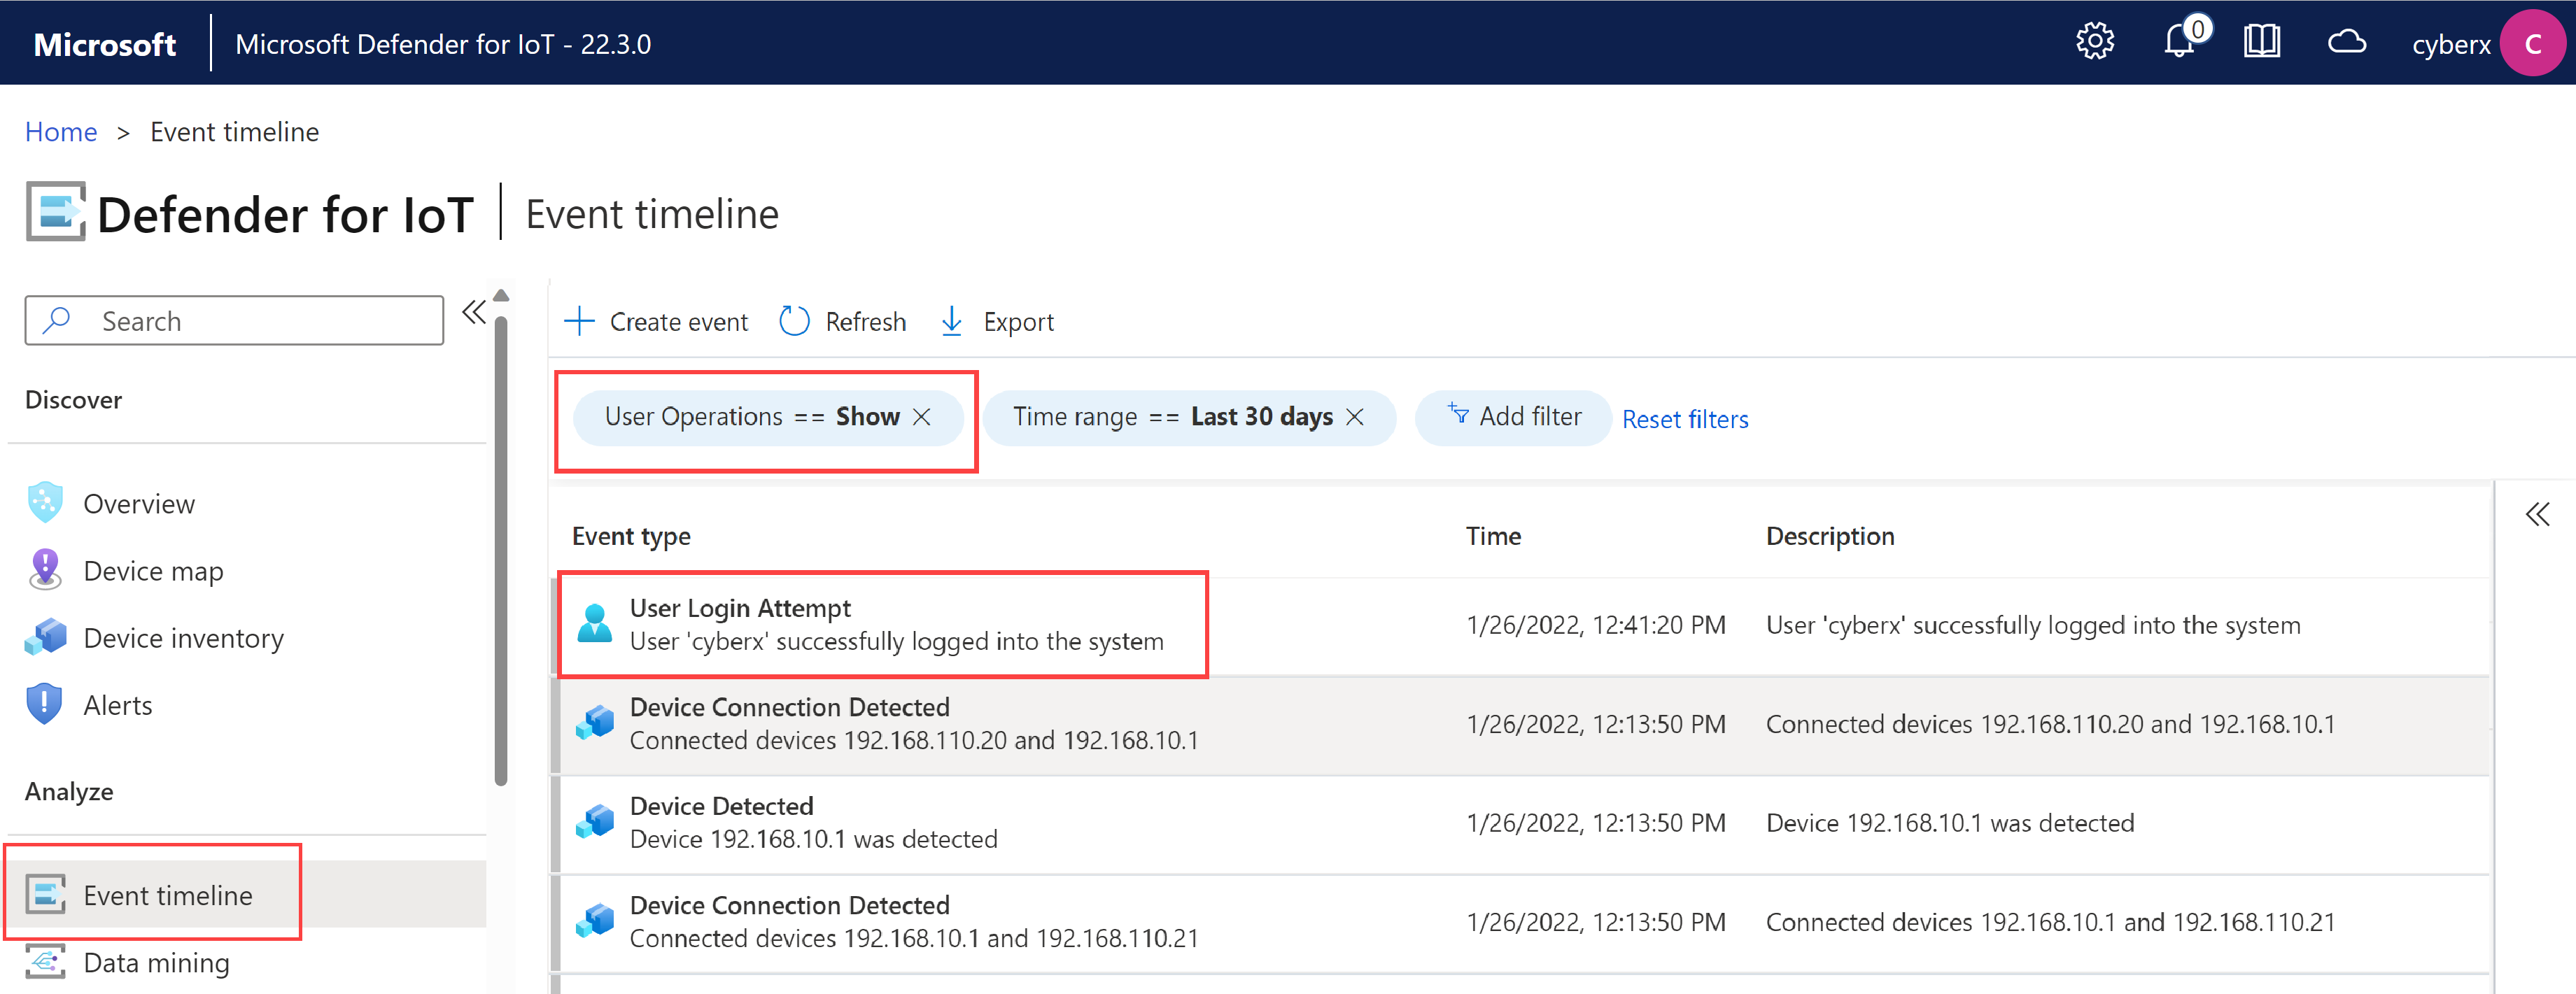 Microsoft Microsoft Defender for IoT - 22.3.0 0 cyberx C
Home > Event timeline
Defender for IoT Event timeline
Search
Discover
Overview
Device map
Device inventory
Alerts
Analyze
Event timeline
Data mining
Create event Refresh Export
User Operations == Show Time range == Last 30 days Add filter Reset filters
Event type Time Description
User Login Attempt
User 'cyberx' successfully logged into the system
1/26/2022, 12:41:20 PM User 'cyberx' successfully logged into the system
Device Connection Detected
Connected devices 192.168.110.20 and 192.168.10.1
1/26/2022, 12:13:50 PM Connected devices 192.168.110.20 and 192.168.10.1
Device Detected
Device 192.168.10.1 was detected
1/26/2022, 12:13:50 PM Device 192.168.10.1 was detected
Device Connection Detected
Connected devices 192.168.10.1 and 192.168.110.21
1/26/2022, 12:13:50 PM Connected devices 192.168.10.1 and 192.168.110.21